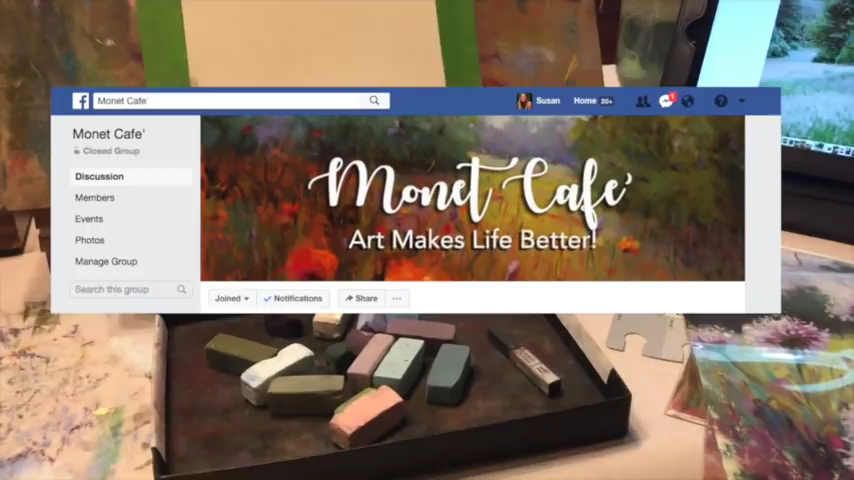 Monet Cafe'
Susan
Home 20+
1
Monet Cafe'
Closed Group
Discussion
Members
Events
Photos
Manage Group
Search this group
Monet Cafe'
Art Makes Life Better!
Joined
Notifications
Share